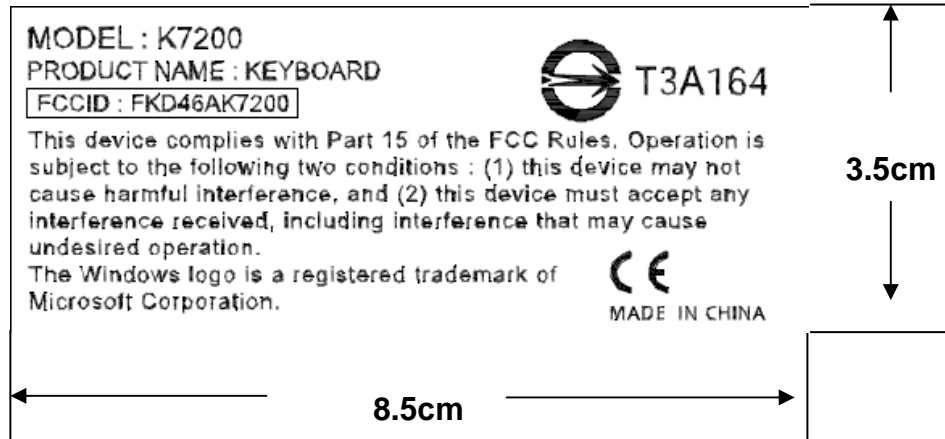 MODEL : K7200
PRODUCT NAME : KEYBOARD
FCCID : FKD46AK7200
T3A164
This device complies with Part 15 of the FCC Rules. Operation is
subject to the following two conditions : (1) this device may not
cause harmful interference, and (2) this device must accept any
interference received, including interference that may cause
undesired operation.
The Windows logo is a registered trademark of
Microsoft Corporation.
CE
MADE IN CHINA
3.5cm
8.5cm